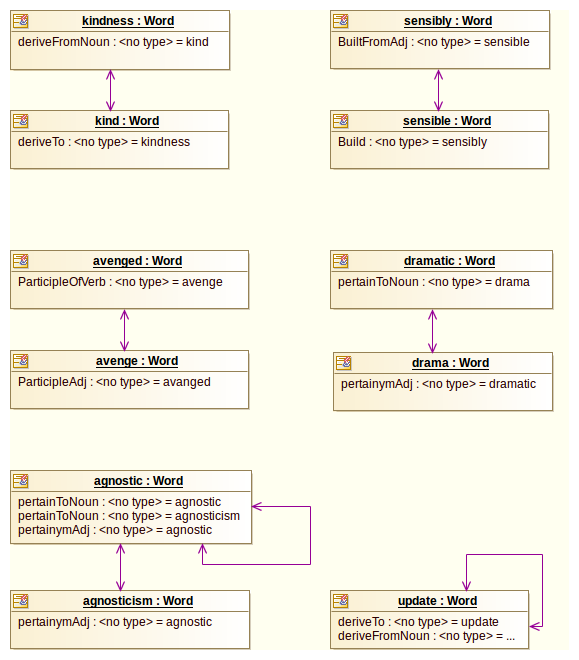 kindness : Word
deriveFromNoun : <no type> = kind
kind : Word
deriveTo : <no type> = kindness
sensibly : Word
BuiltFromAdj : <no type> = sensible
sensible : Word
Build : <no type> = sensibly
avenged : Word
ParticipleOfVerb : <no type> = avenge
avenge : Word
ParticipleAdj : <no type> = avanged
dramatic : Word
pertainToNoun : <no type> = drama
drama : Word
pertainymAdj : <no type> = dramatic
agnostic : Word
pertainToNoun : <no type> = agnostic
pertainToNoun : <no type> = agnosticism
pertainymAdj : <no type> = agnostic
agnosticism : Word
pertainymAdj : <no type> = agnostic
update : Word
deriveTo : <no type> = update
deriveFromNoun : <no type> = ...